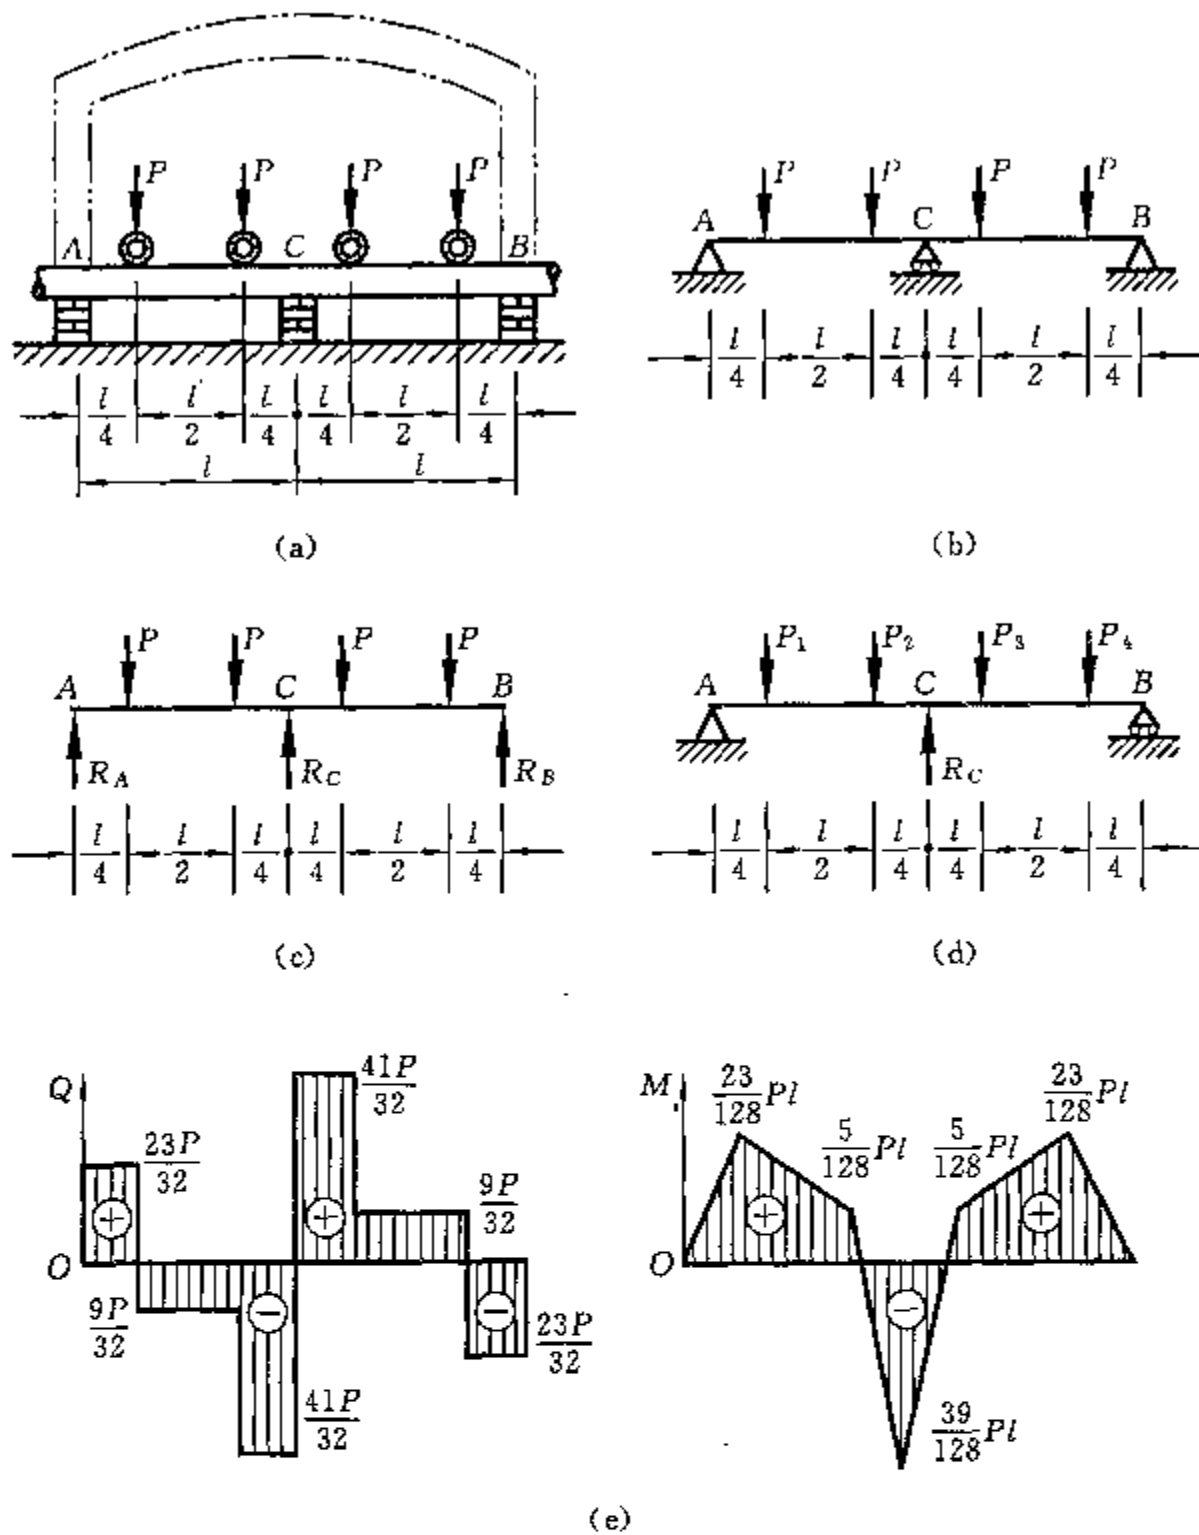 P P P P
A C B
l/4 l/2 l/4 l/4 l/2 l/4
l l
(a)
P P P P
A C B
l/4 l/2 l/4 l/4 l/2 l/4
(b)
P P P P
A C B
R_A R_C R_B
l/4 l/2 l/4 l/4 l/2 l/4
(c)
P_1 P_2 P_3 P_4
A C B
R_C
l/4 l/2 l/4 l/4 l/2 l/4
(d)
Q 41P/32
23P/32
+ + 9P/32
O
9P/32 − − 23P/32
41P/32
M 23/128 Pl 23/128 Pl
5/128 Pl 5/128 Pl
+ +
O
−
39/128 Pl
(e)